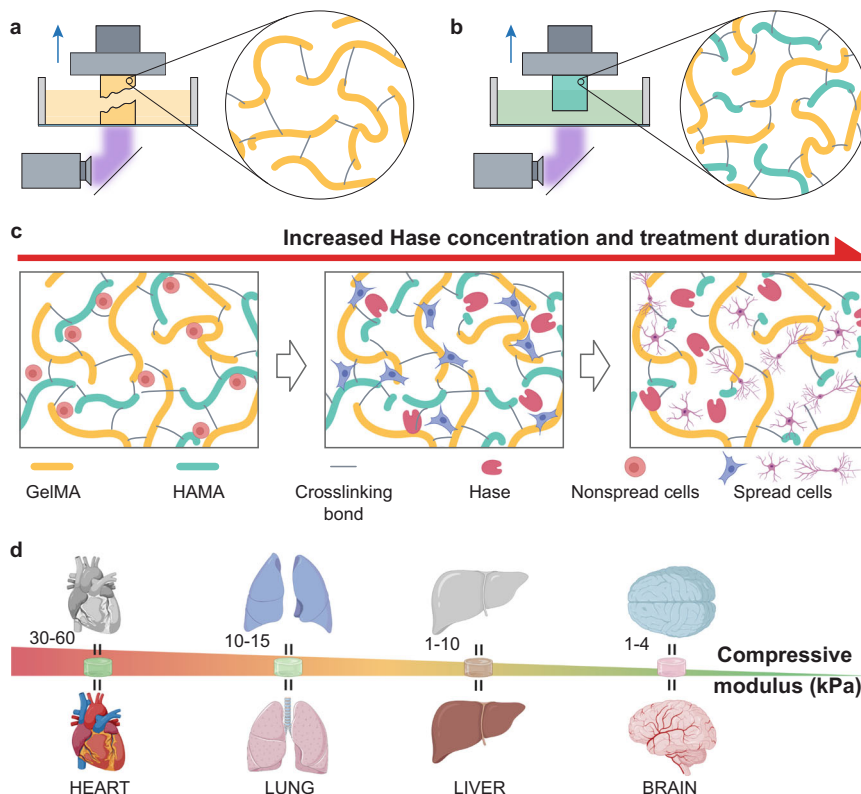 a
b
c
Increased Hase concentration and treatment duration
GelMA
HAMA
Crosslinking
bond
Hase
Nonspread cells
Spread cells
d
30-60
10-15
1-10
1-4
Compressive
modulus (kPa)
HEART
LUNG
LIVER
BRAIN